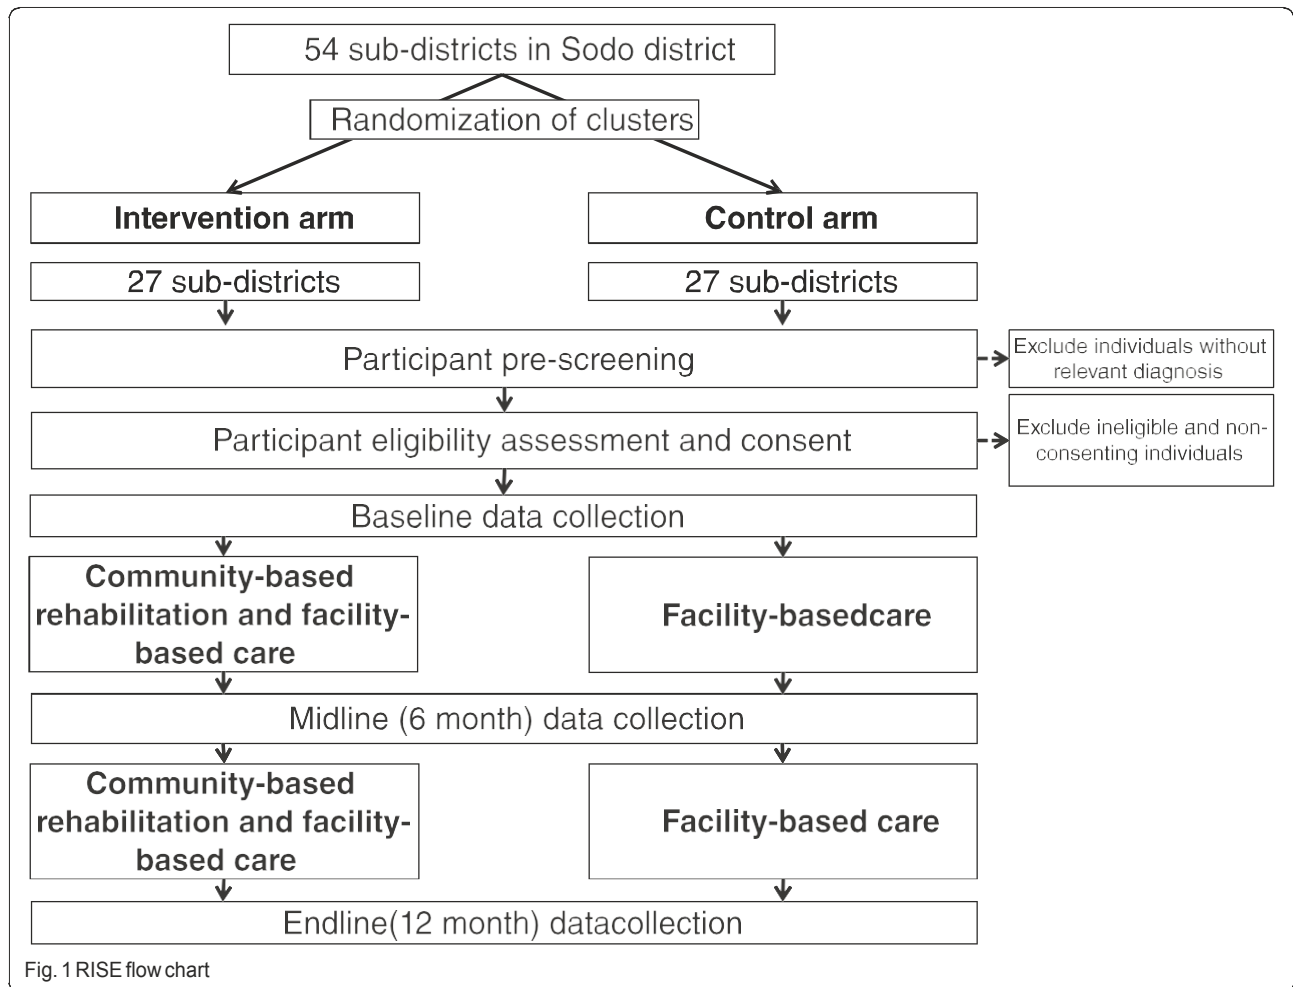 54 sub-districts in Sodo district
Randomization of clusters
Intervention arm
Control arm
27 sub-districts
27 sub-districts
Participant pre-screening
Exclude individuals without
relevant diagnosis
Participant eligibility assessment and consent
Exclude ineligible and non-
consenting individuals
Baseline data collection
Community-based
rehabilitation and facility-
based care
Facility-basedcare
Midline (6 month) data collection
Community-based
rehabilitation and facility-
based care
Facility-based care
Endline(12 month) datacollection
Fig. 1 RISE flow chart